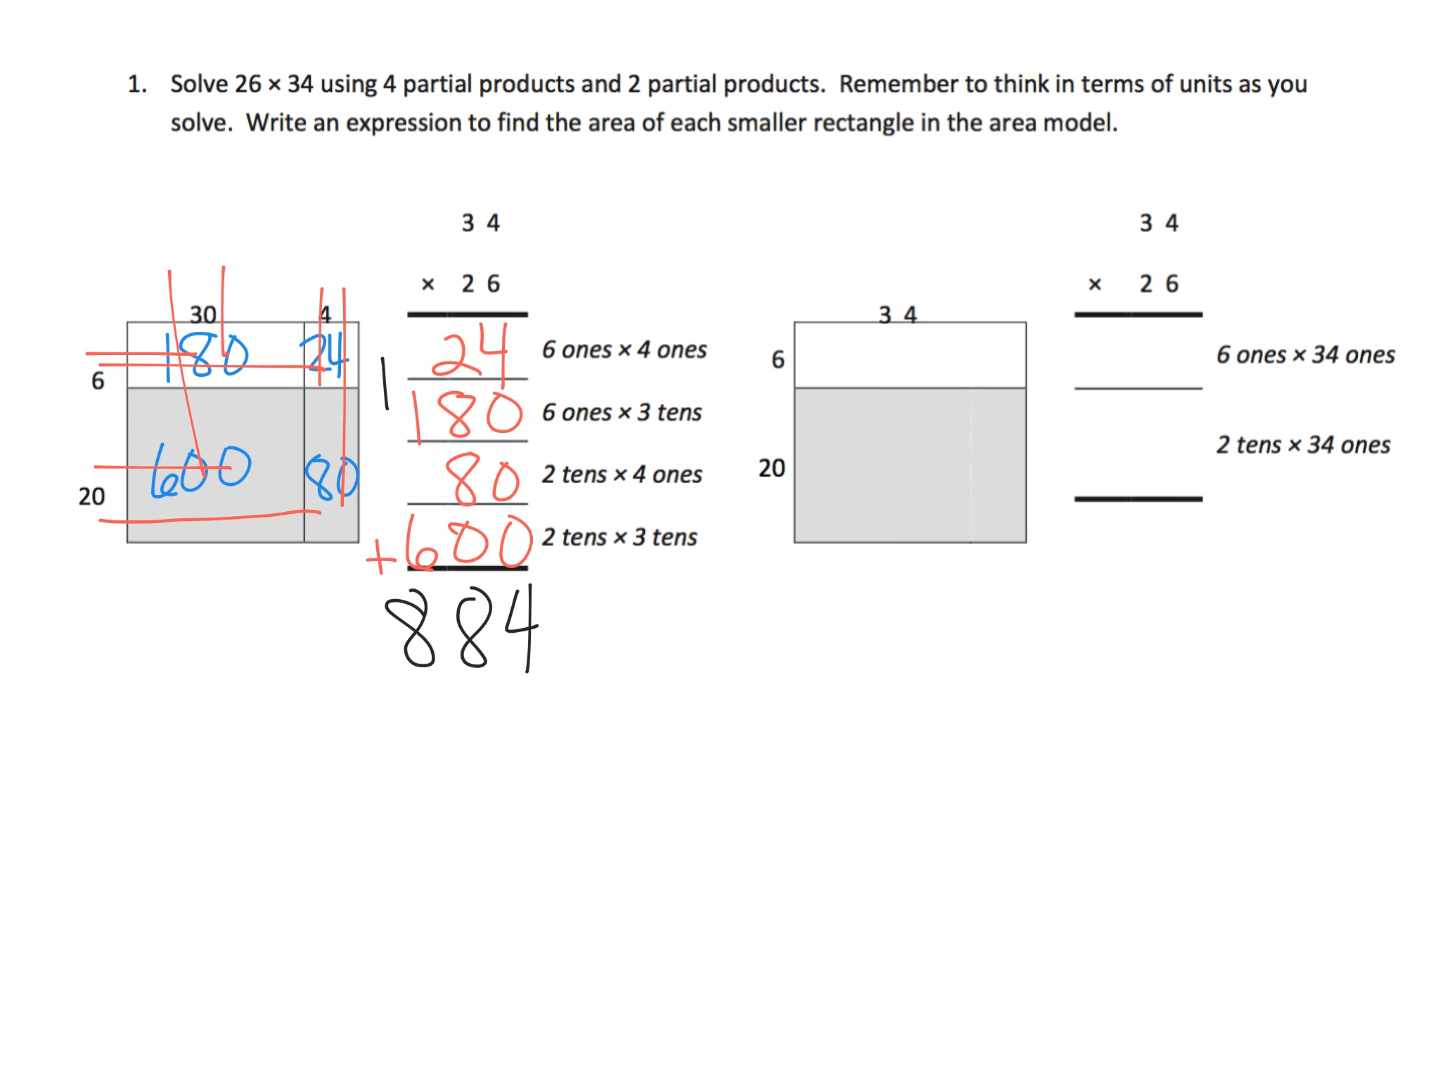 1. Solve 26 × 34 using 4 partial products and 2 partial products. Remember to think in terms of units as you
solve. Write an expression to find the area of each smaller rectangle in the area model.
3 4
× 2 6
30 4
6 180 24
20 600 80
1
24 6 ones × 4 ones
180 6 ones × 3 tens
80 2 tens × 4 ones
+600 2 tens × 3 tens
884
3 4
6
20
3 4
× 2 6
6 ones × 34 ones
2 tens × 34 ones